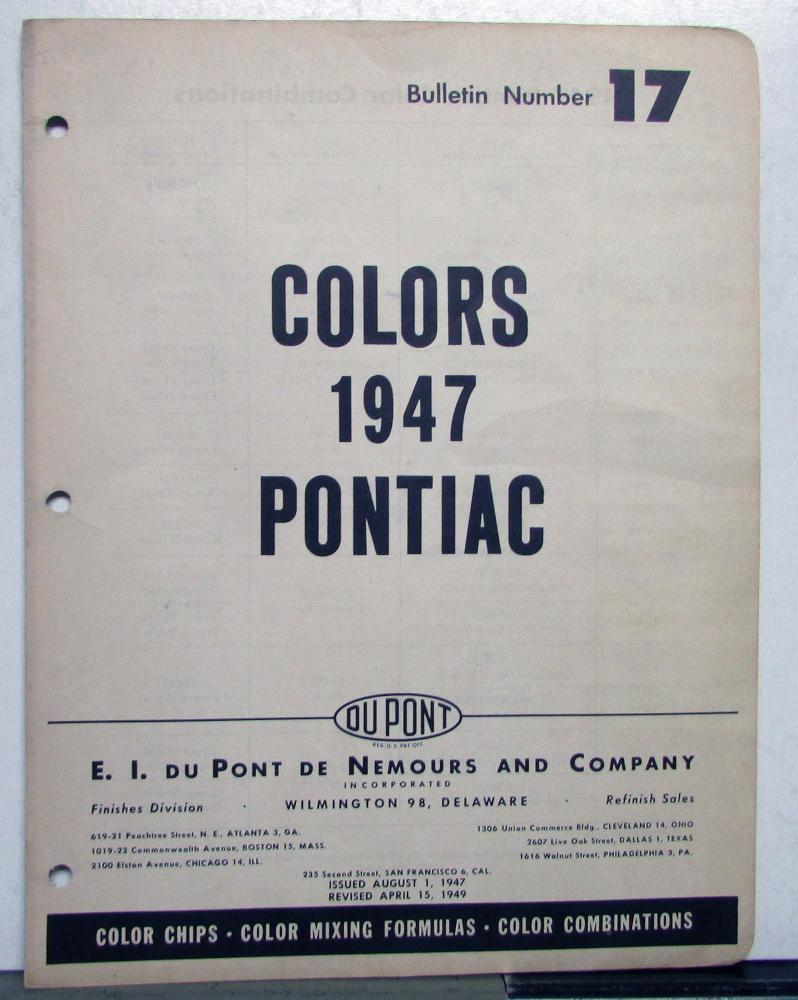 Bulletin Number 17
COLORS
1947
PONTIAC
DU PONT
REG. U.S. PAT. OFF.
E. I. DU PONT DE NEMOURS AND COMPANY
INCORPORATED
Finishes Division · WILMINGTON 98, DELAWARE · Refinish Sales
619-21 Peachtree Street, N. E., ATLANTA 3, GA.
1019-23 Commonwealth Avenue, BOSTON 15, MASS.
2100 Elston Avenue, CHICAGO 14, ILL.
1306 Union Commerce Bldg., CLEVELAND 14, OHIO
2607 Live Oak Street, DALLAS 1, TEXAS
1616 Walnut Street, PHILADELPHIA 3, PA.
235 Second Street, SAN FRANCISCO 6, CAL.
ISSUED AUGUST 1, 1947
REVISED APRIL 15, 1949
COLOR CHIPS · COLOR MIXING FORMULAS · COLOR COMBINATIONS